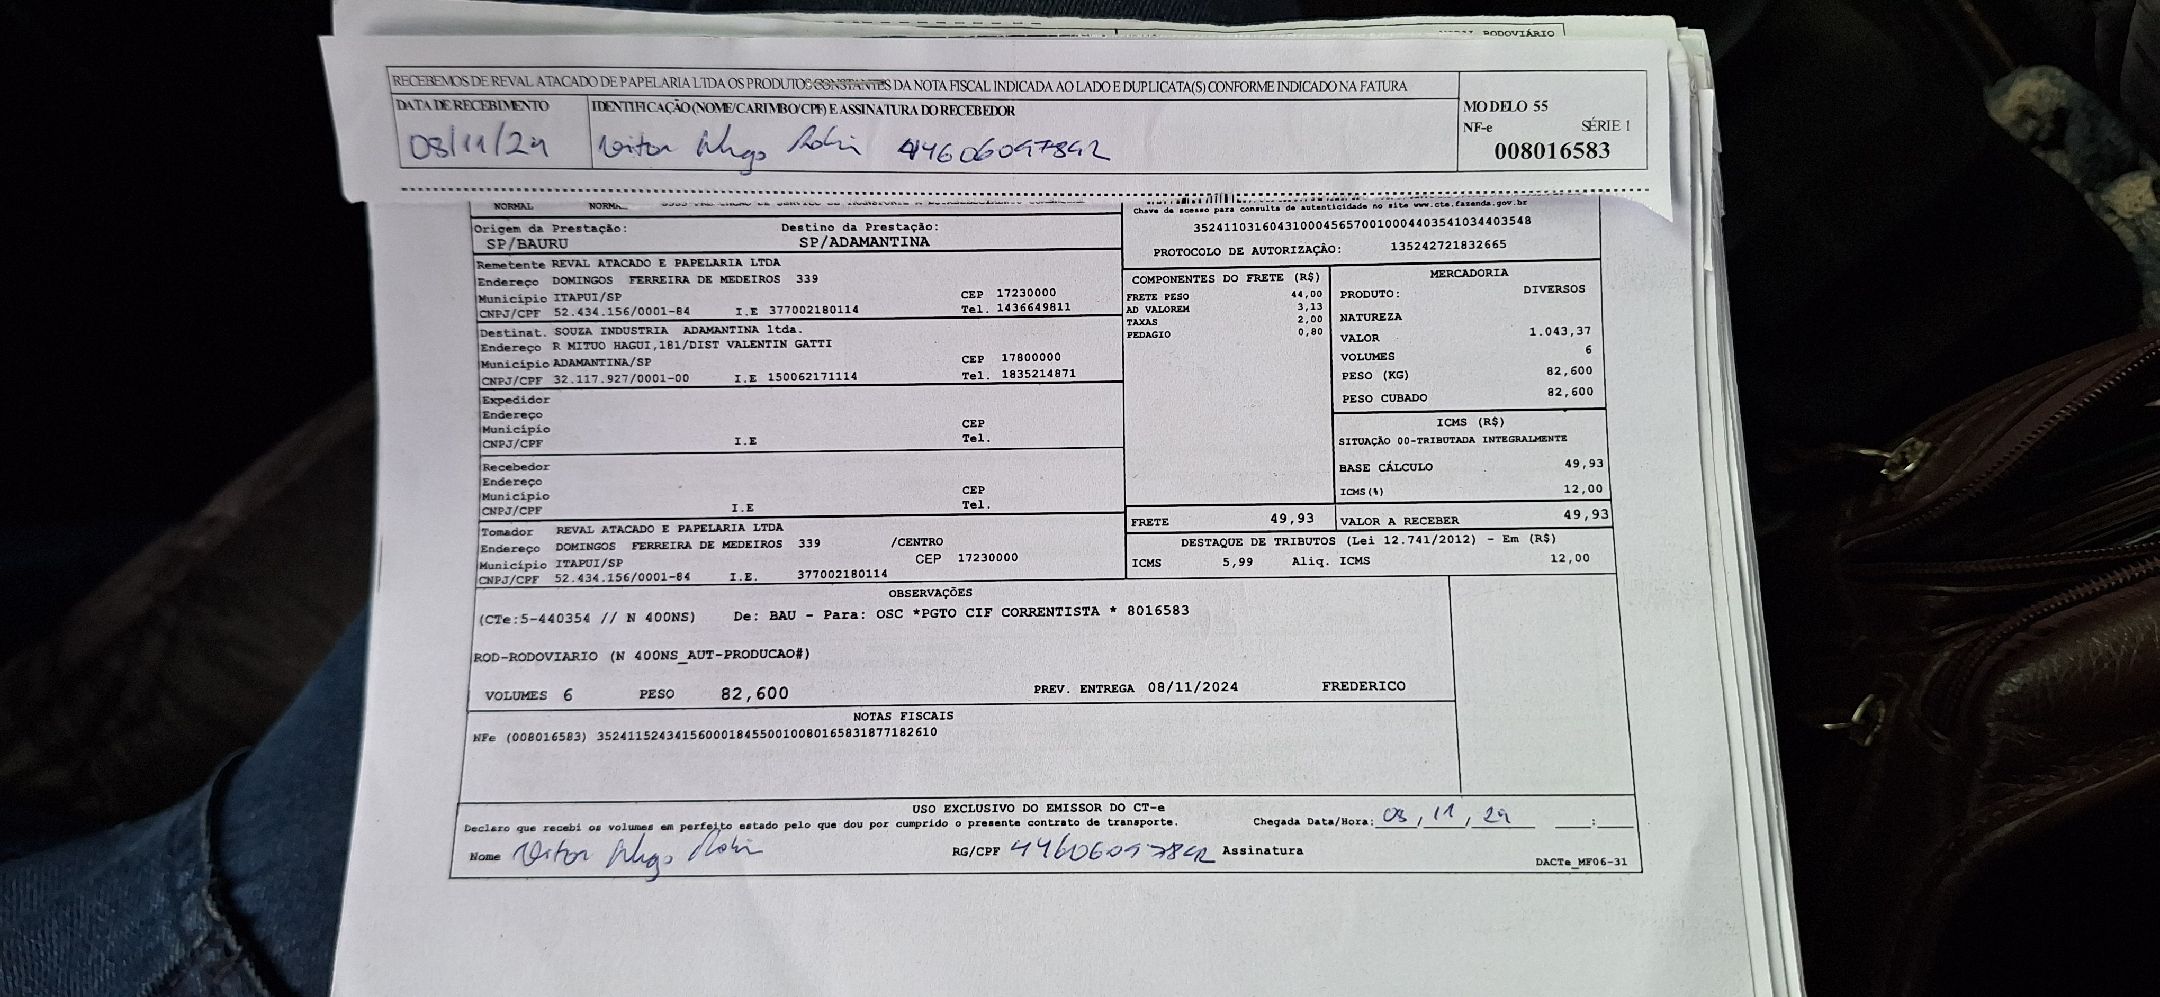 RODOVIÁRIO
RECEBEMOS DE REVAL ATACADO DE PAPELARIA LTDA OS PRODUTOS CONSTANTES DA NOTA FISCAL INDICADA AO LADO E DUPLICATA(S) CONFORME INDICADO NA FATURA
DATA DE RECEBIMENTO IDENTIFICAÇÃO (NOME/CARIMBO/CPF) E ASSINATURA DO RECEBEDOR
MODELO 55
NF-e SÉRIE 1
008016583
08/11/24 Hugo
NORMAL
Chave de acesso para consulta de autenticidade no site www.cte.fazenda.gov.br
35241103160431000456570010004403541034403548
PROTOCOLO DE AUTORIZAÇÃO: 135242721832665
Origem da Prestação: Destino da Prestação:
SP/BAURU SP/ADAMANTINA
Remetente REVAL ATACADO E PAPELARIA LTDA
Endereço DOMINGOS FERREIRA DE MEDEIROS 339
Município ITAPUI/SP CEP 17230000
CNPJ/CPF 52.434.156/0001-84 I.E 377002180114 Tel. 1436649811
Destinat. SOUZA INDUSTRIA ADAMANTINA ltda.
Endereço R MITUO HAGUI,181/DIST VALENTIN GATTI
Município ADAMANTINA/SP CEP 17800000
CNPJ/CPF 32.117.927/0001-00 I.E 150062171114 Tel. 1835214871
Expedidor
Endereço
Município CEP
CNPJ/CPF I.E Tel.
Recebedor
Endereço
Município CEP
CNPJ/CPF I.E Tel.
Tomador REVAL ATACADO E PAPELARIA LTDA
Endereço DOMINGOS FERREIRA DE MEDEIROS 339 /CENTRO
Município ITAPUI/SP CEP 17230000
CNPJ/CPF 52.434.156/0001-84 I.E. 377002180114
COMPONENTES DO FRETE (R$)
FRETE PESO 44,00
AD VALOREM 3,13
TAXAS 2,00
PEDAGIO 0,80
FRETE 49,93
MERCADORIA
PRODUTO: DIVERSOS
NATUREZA
VALOR 1.043,37
VOLUMES 6
PESO (KG) 82,600
PESO CUBADO 82,600
ICMS (R$)
SITUAÇÃO 00-TRIBUTADA INTEGRALMENTE
BASE CÁLCULO 49,93
ICMS(%) 12,00
VALOR A RECEBER 49,93
DESTAQUE DE TRIBUTOS (Lei 12.741/2012) - Em (R$)
ICMS 5,99 Aliq. ICMS 12,00
OBSERVAÇÕES
(CTe:5-440354 // N 400NS) De: BAU - Para: OSC *PGTO CIF CORRENTISTA * 8016583
ROD-RODOVIARIO (N 400NS_AUT-PRODUCAO#)
VOLUMES 6 PESO 82,600 PREV. ENTREGA 08/11/2024 FREDERICO
NOTAS FISCAIS
NFe (008016583) 35241152434156000184550010080165831877182610
USO EXCLUSIVO DO EMISSOR DO CT-e
Declaro que recebi os volumes em perfeito estado pelo que dou por cumprido o presente contrato de transporte. Chegada Data/Hora: 08/11/24 __:__
Nome Hugo RG/CPF Assinatura
DACTe_MF06-31